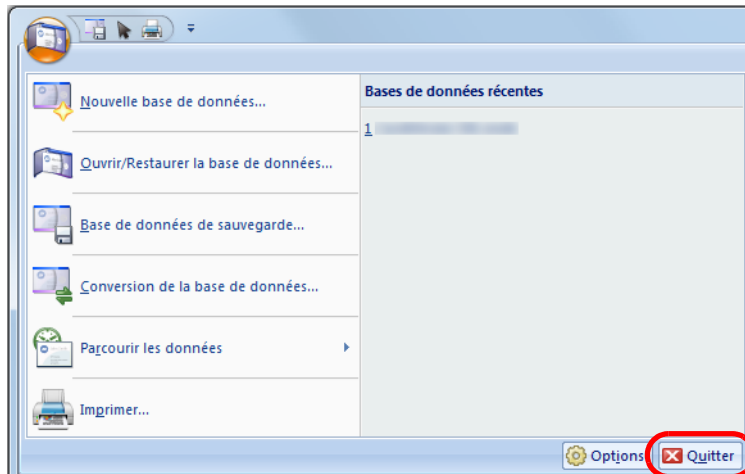 Nouvelle base de données...
Ouvrir/Restaurer la base de données...
Base de données de sauvegarde...
Conversion de la base de données...
Parcourir les données
Imprimer...
Bases de données récentes
1
Options
Quitter